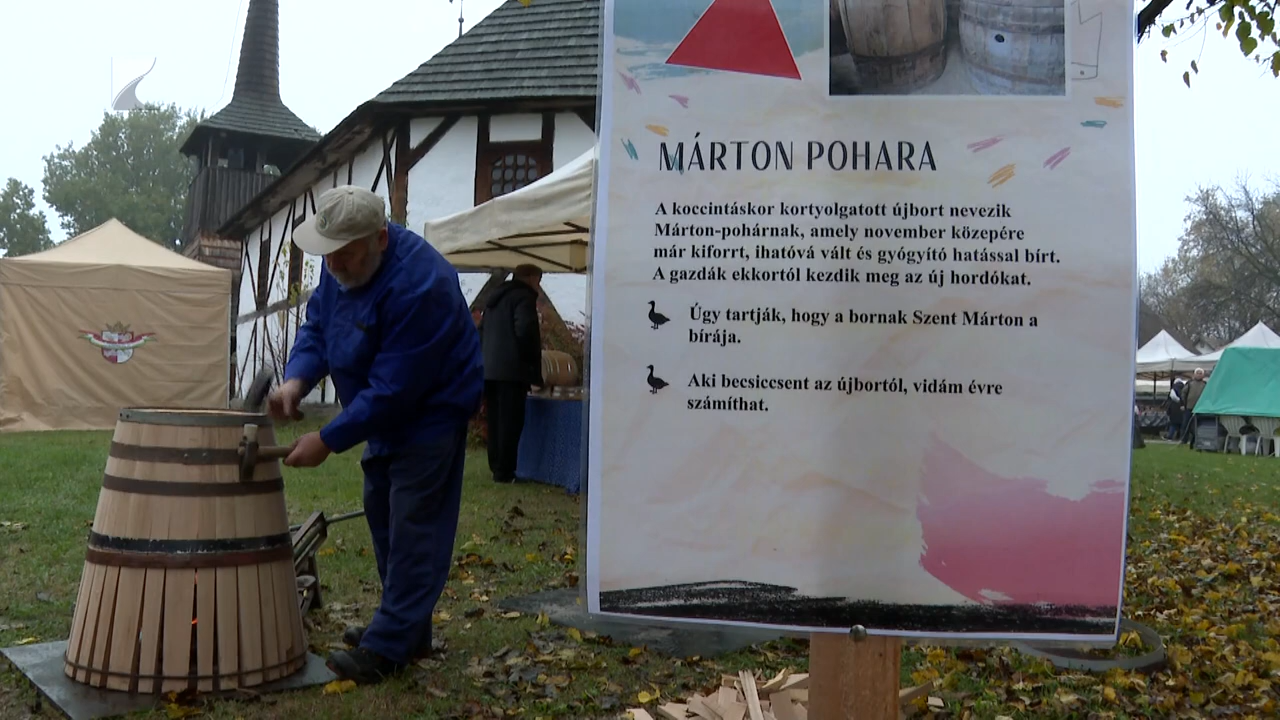 MÁRTON POHARA
A koccintáskor kortyolgatott újbort nevezik
Márton-pohárnak, amely november közepére
már kiforrt, ihatóvá vált és gyógyító hatással bírt.
A gazdák ekkortól kezdik meg az új hordókat.
Úgy tartják, hogy a bornak Szent Márton a
bírája.
Aki becsiccsent az újbortól, vidám évre
számíthat.